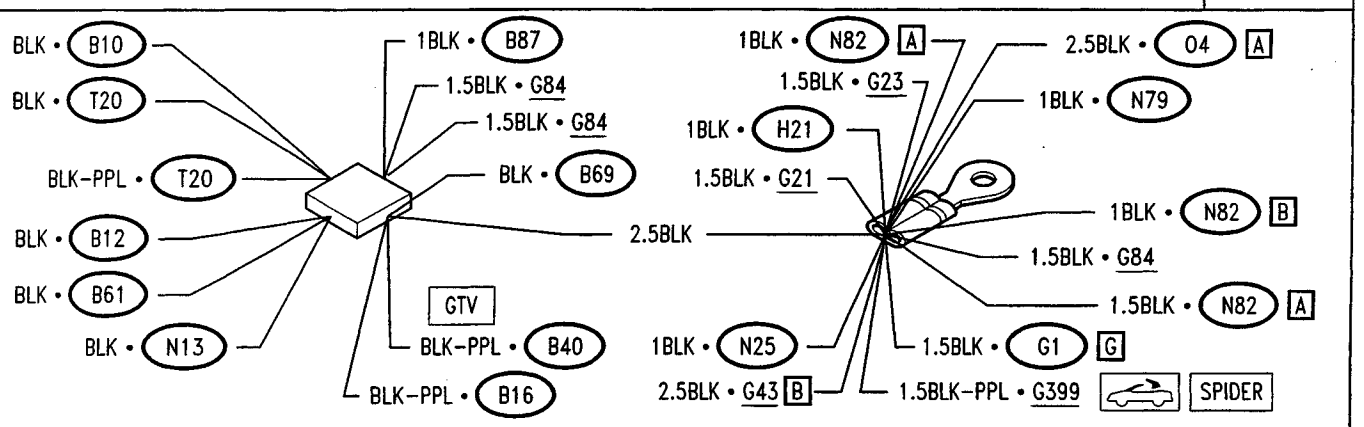 BLK • B10
BLK • T20
BLK-PPL • T20
BLK • B12
BLK • B61
BLK • N13
1BLK • B87
1.5BLK • G84
1.5BLK • G84
BLK • B69
2.5BLK
GTV
BLK-PPL • B40
BLK-PPL • B16
1BLK • N82 A
1.5BLK • G23
1BLK • H21
1.5BLK • G21
2.5BLK • O4 A
1BLK • N79
1BLK • N82 B
1.5BLK • G84
1.5BLK • N82 A
1BLK • N25
2.5BLK • G43 B
1.5BLK • G1 G
1.5BLK-PPL • G399 SPIDER